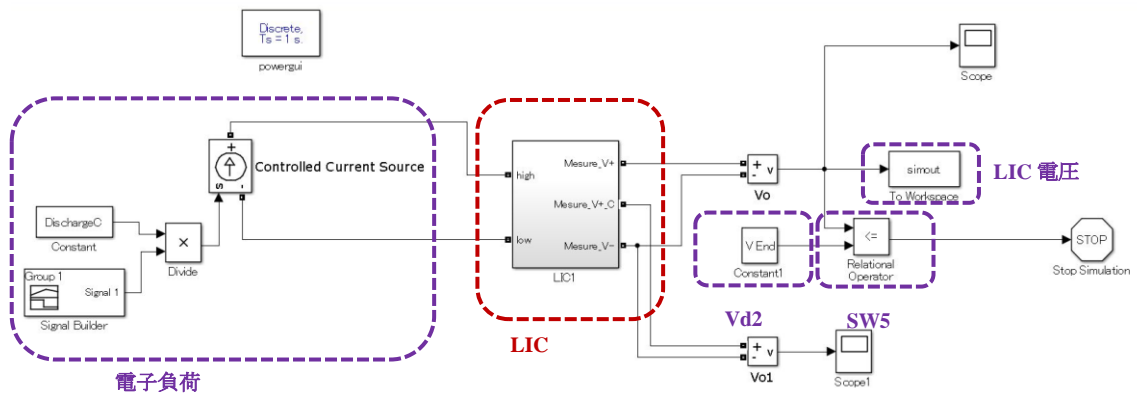 Discrete,
Ts = 1 s.
powergui
Scope
s
+
-
Controlled Current Source
DischargeC
Constant
×
Divide
Group 1
Signal 1
Signal Builder
電子負荷
high
low
Mesure_V+
Mesure_V+_C
Mesure_V-
LIC1
LIC
+
-
v
Vo
simout
To Workspace
LIC 電圧
V End
Constant1
Vd2
<=
Relational
Operator
SW5
STOP
Stop Simulation
+
-
v
Vo1
Scope1